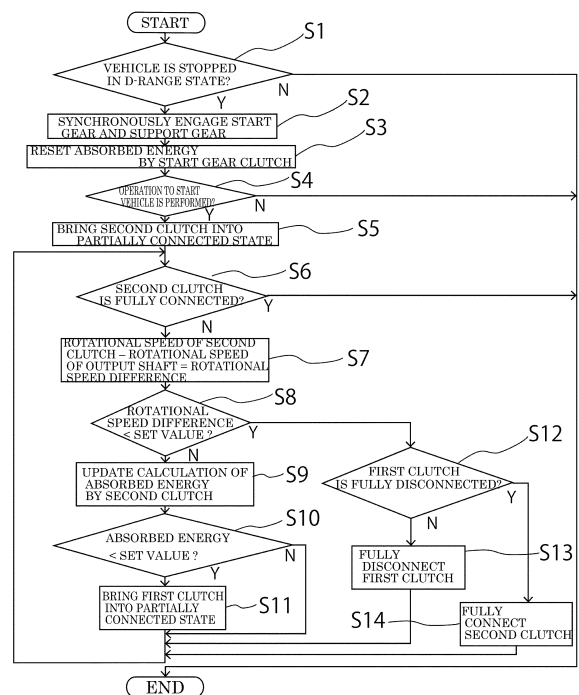 START
S1
VEHICLE IS STOPPED
IN D-RANGE STATE?
N
Y
S2
SYNCHRONOUSLY ENGAGE START
GEAR AND SUPPORT GEAR
S3
RESET ABSORBED ENERGY
BY START GEAR CLUTCH
S4
OPERATION TO START
VEHICLE IS PERFORMED?
N
Y
S5
BRING SECOND CLUTCH INTO
PARTIALLY CONNECTED STATE
S6
SECOND CLUTCH
IS FULLY CONNECTED?
Y
N
ROTATIONAL SPEED OF SECOND
CLUTCH – ROTATIONAL SPEED
OF OUTPUT SHAFT = ROTATIONAL
SPEED DIFFERENCE
S7
S8
ROTATIONAL
SPEED DIFFERENCE
< SET VALUE ?
Y
N
S9
UPDATE CALCULATION OF
ABSORBED ENERGY
BY SECOND CLUTCH
S10
ABSORBED ENERGY
< SET VALUE ?
N
Y
BRING FIRST CLUTCH
INTO PARTIALLY
CONNECTED STATE
S11
S12
FIRST CLUTCH
IS FULLY DISCONNECTED?
Y
N
S13
FULLY
DISCONNECT
FIRST CLUTCH
S14
FULLY
CONNECT
SECOND CLUTCH
END